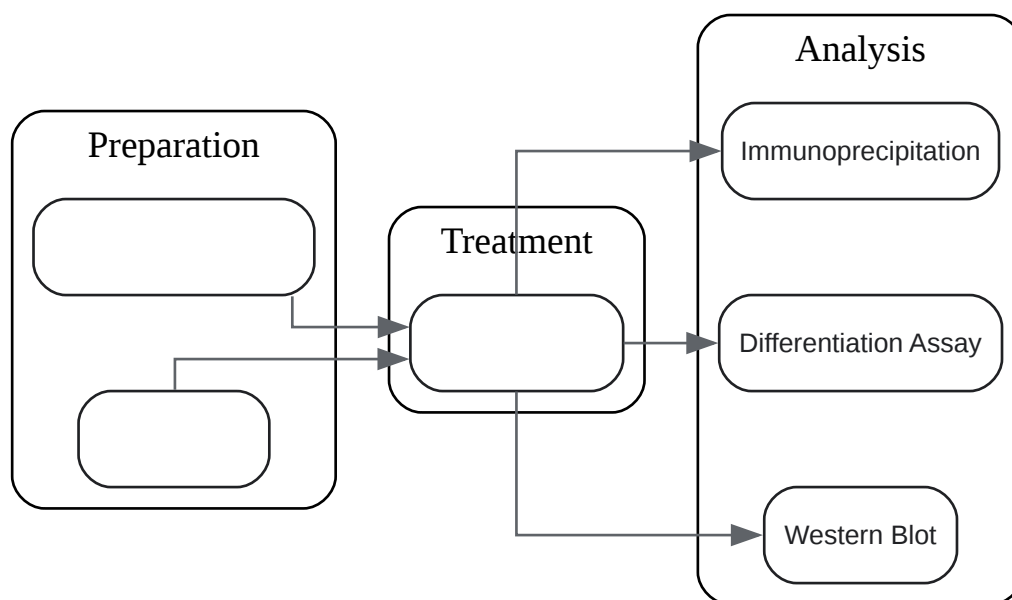 Preparation
Treatment
Analysis
Immunoprecipitation
Differentiation Assay
Western Blot